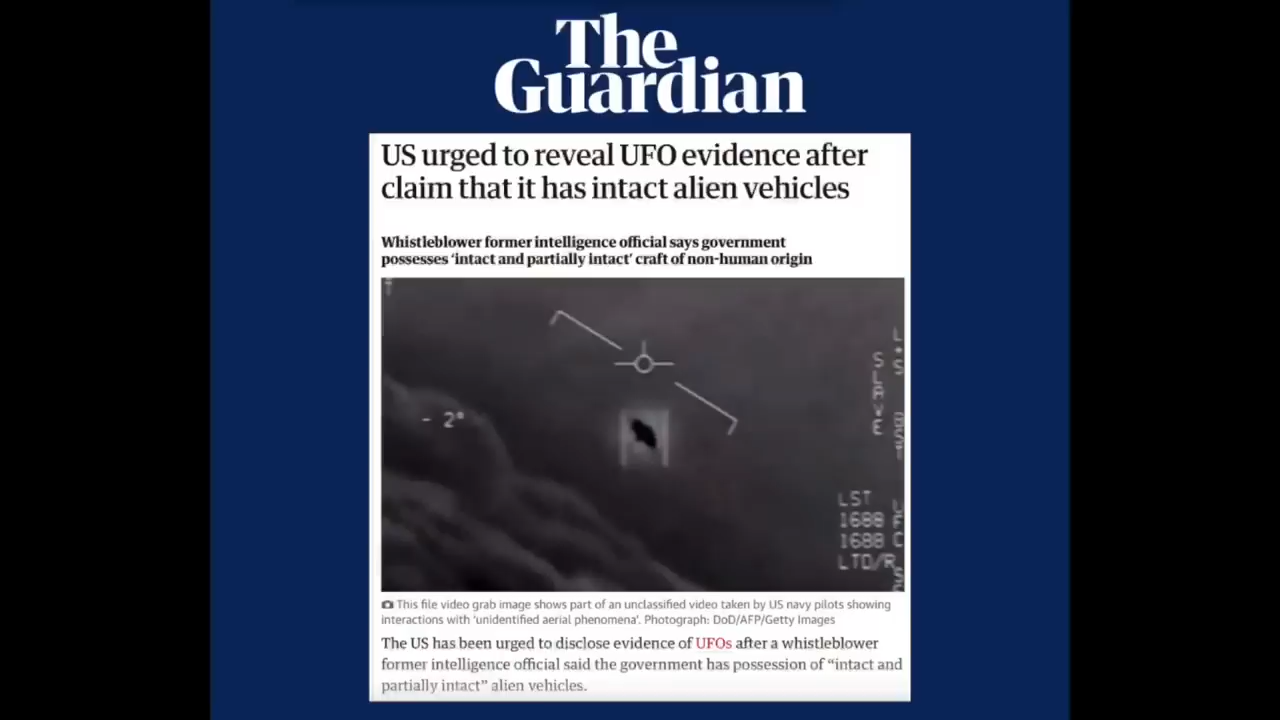 The
Guardian
US urged to reveal UFO evidence after
claim that it has intact alien vehicles
Whistleblower former intelligence official says government
possesses ‘intact and partially intact’ craft of non-human origin
T
- 2°
L+S
SLAVE
LST
1688
1688
LTD/R
This file video grab image shows part of an unclassified video taken by US navy pilots showing
interactions with ‘unidentified aerial phenomena’. Photograph: DoD/AFP/Getty Images
The US has been urged to disclose evidence of UFOs after a whistleblower
former intelligence official said the government has possession of “intact and
partially intact” alien vehicles.